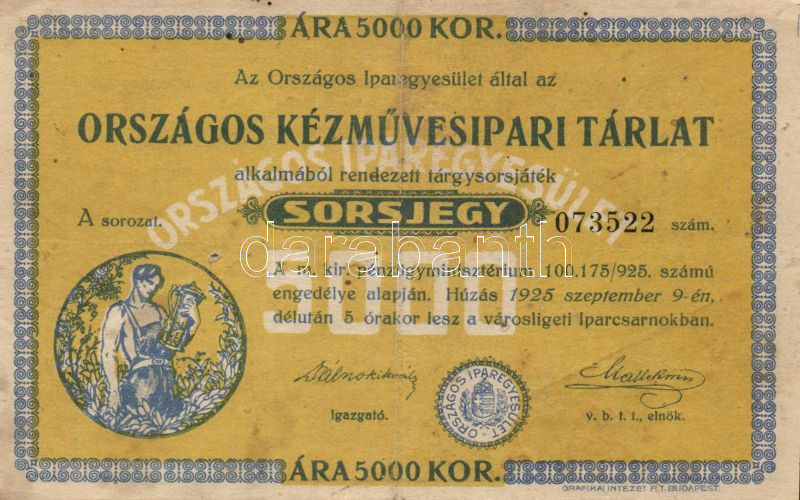 ÁRA 5000 KOR.
Az Országos Iparegyesület által az
ORSZÁGOS KÉZMŰVESIPARI TÁRLAT
alkalmából rendezett tárgysorsjáték
ORSZÁGOS IPAREGYESÜLET
A sorozat.
SORSJEGY
073522 szám.
darabanth
A m. kir. pénzügyminisztérium 100.175/925. számú
engedélye alapján. Húzás 1925 szeptember 9-én,
délután 5 órakor lesz a városligeti Iparcsarnokban.
5000
Igazgató.
ORSZÁGOS IPAREGYESÜLET
v. b. t. t., elnök.
ÁRA 5000 KOR.
GRAFIKAI INTÉZET R.T. BUDAPEST